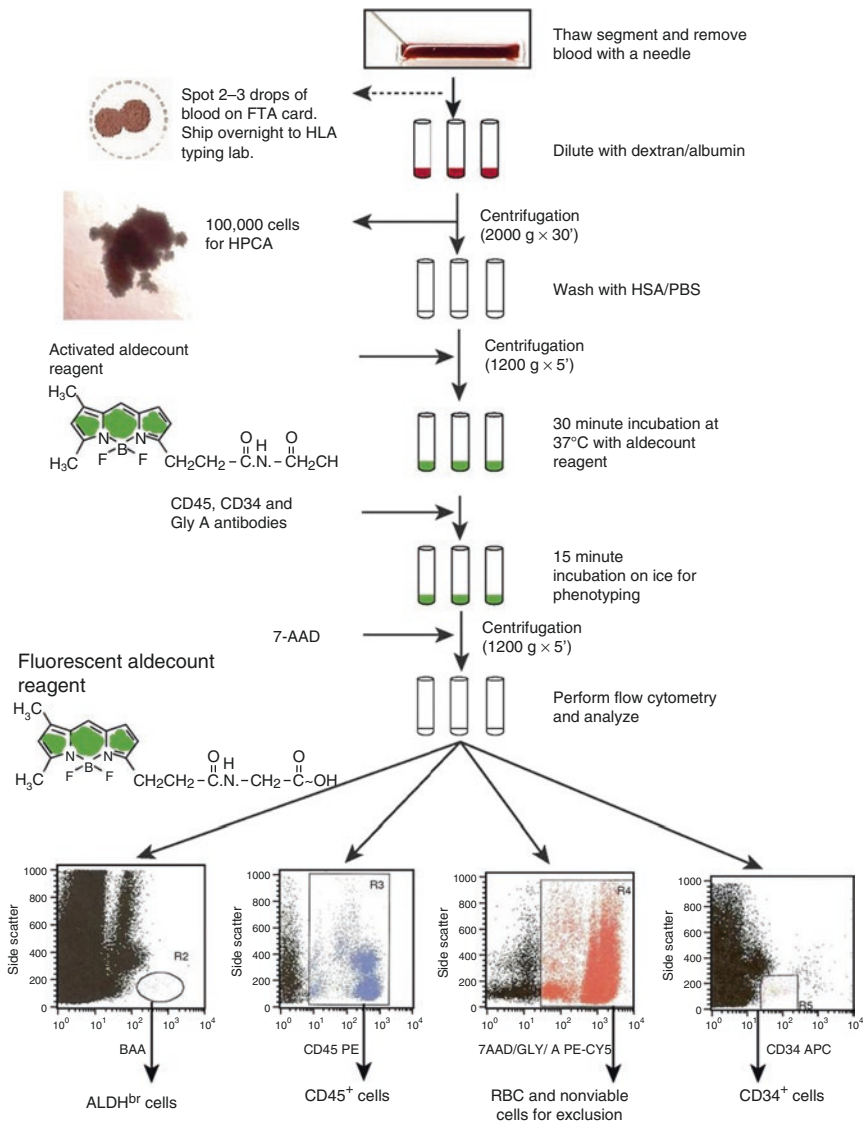 Thaw segment and remove
blood with a needle
Spot 2–3 drops of
blood on FTA card.
Ship overnight to HLA
typing lab.
Dilute with dextran/albumin
100,000 cells
for HPCA
Centrifugation
(2000 g × 30’)
Wash with HSA/PBS
Activated aldecount
reagent
Centrifugation
(1200 g × 5’)
H₃C
H₃C
N B N
F F
CH₂CH₂ – C.N. – CCH₂CH
O H O
30 minute incubation at
37°C with aldecount
reagent
CD45, CD34 and
Gly A antibodies
15 minute
incubation on ice for
phenotyping
7-AAD
Centrifugation
(1200 g × 5’)
Fluorescent aldecount
reagent
Perform flow cytometry
and analyze
H₃C
H₃C
N B N
F F
O H O
CH₂CH₂ – C.N.– CH₂ – C~OH
Side scatter
1000
800
600
400
200
0
R2
10⁰ 10¹ 10² 10³ 10⁴
BAA
ALDHᵇʳ cells
Side scatter
1000
800
600
400
200
0
R3
10⁰ 10¹ 10² 10³ 10⁴
CD45 PE
CD45⁺ cells
Side scatter
1000
800
600
400
200
0
R4
10⁰ 10¹ 10² 10³ 10⁴
7AAD/GLY/ A PE-CY5
RBC and nonviable
cells for exclusion
Side scatter
1000
800
600
400
200
0
R5
10⁰ 10¹ 10² 10³ 10⁴
CD34 APC
CD34⁺ cells